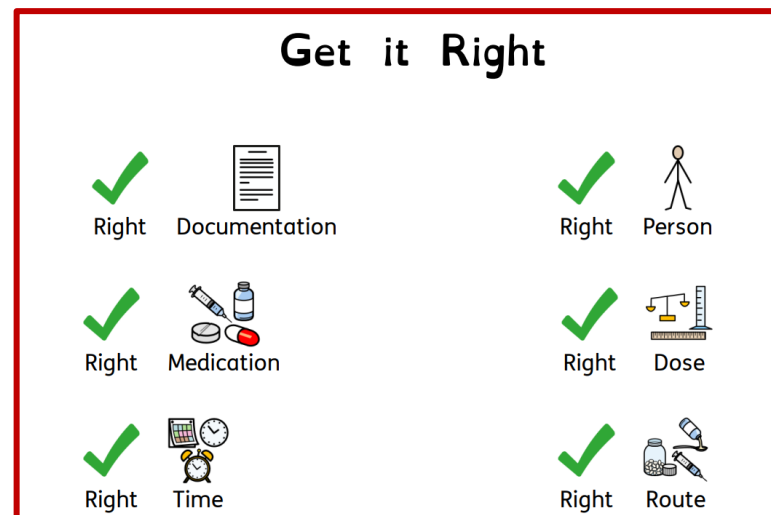 Get it Right
Right Documentation
Right Person
Right Medication
Right Dose
Right Time
Right Route